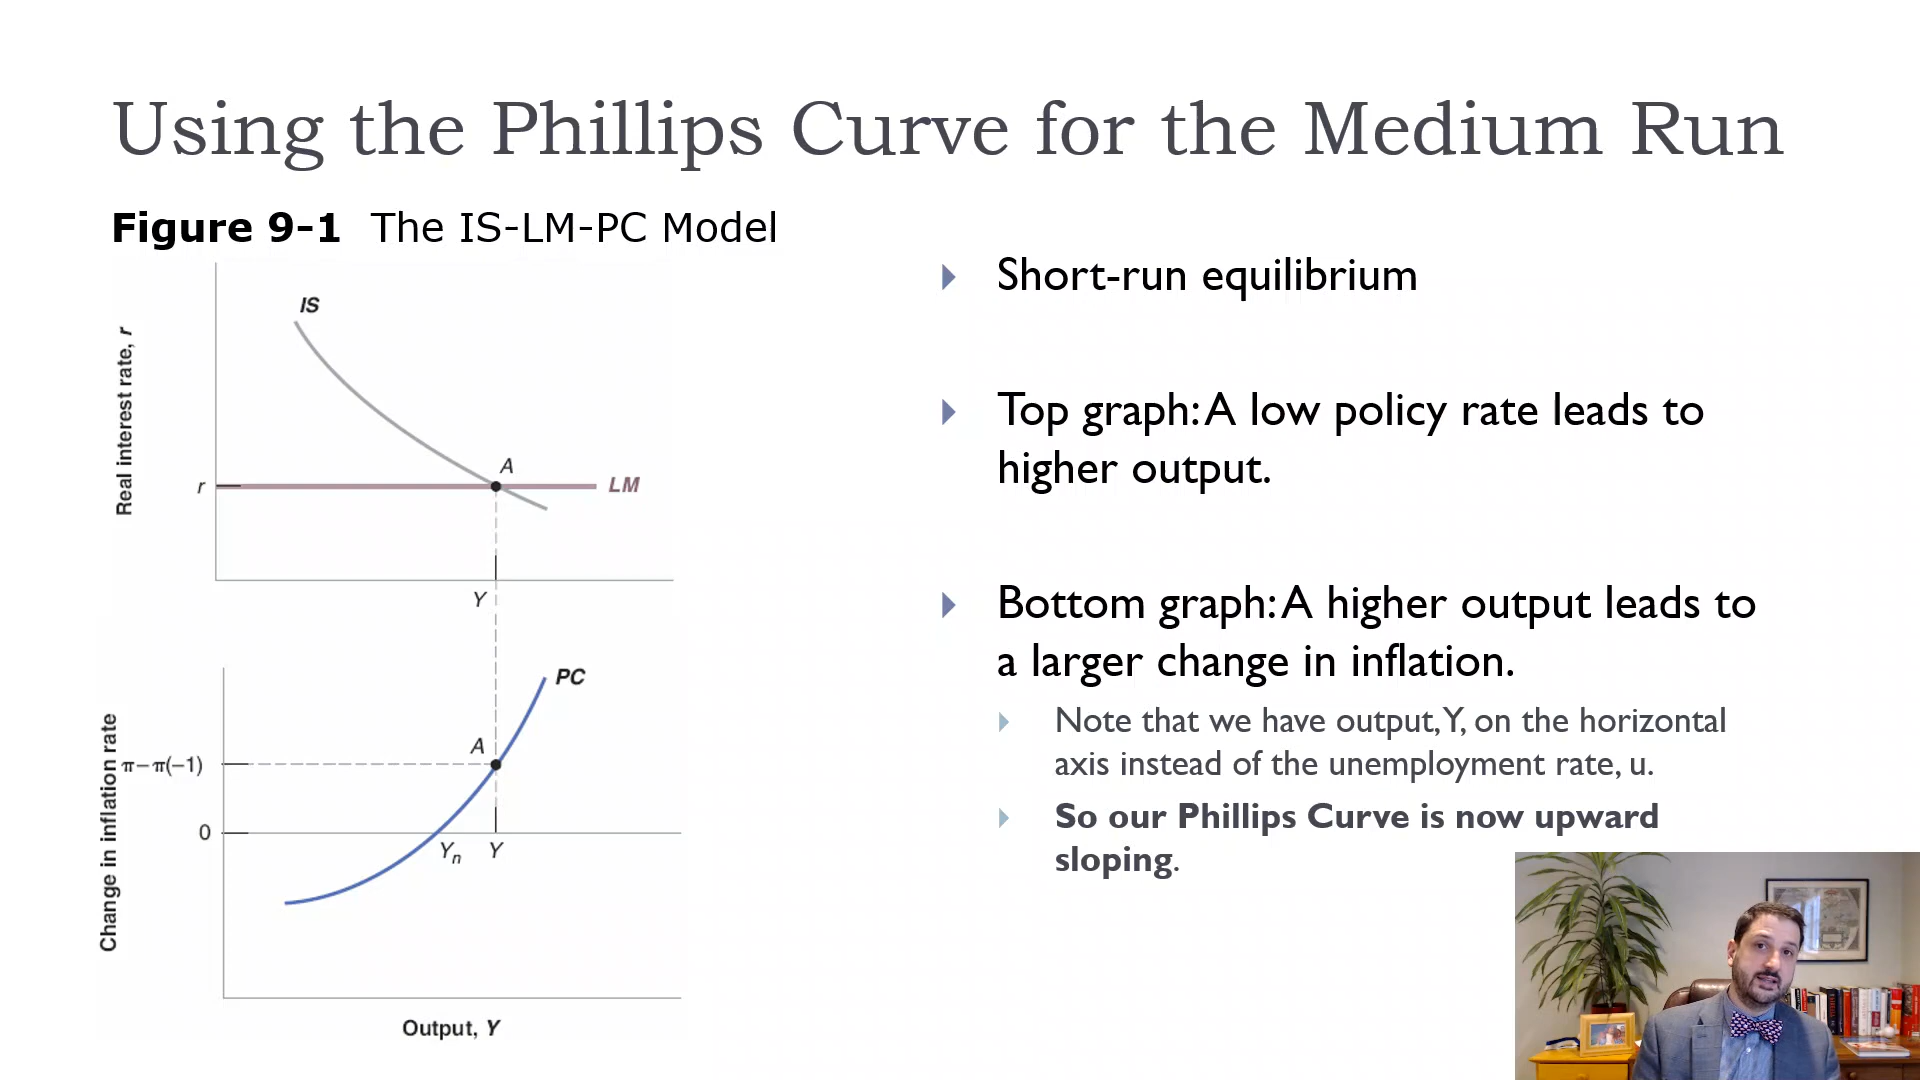 Using the Phillips Curve for the Medium Run
Figure 9-1 The IS-LM-PC Model
IS
Real interest rate, r
A
r
LM
Y
PC
Change in inflation rate
A
π−π(−1)
0
Yn
Y
Output, Y
Short-run equilibrium
Top graph: A low policy rate leads to
higher output.
Bottom graph: A higher output leads to
a larger change in inflation.
Note that we have output, Y, on the horizontal
axis instead of the unemployment rate, u.
So our Phillips Curve is now upward
sloping.